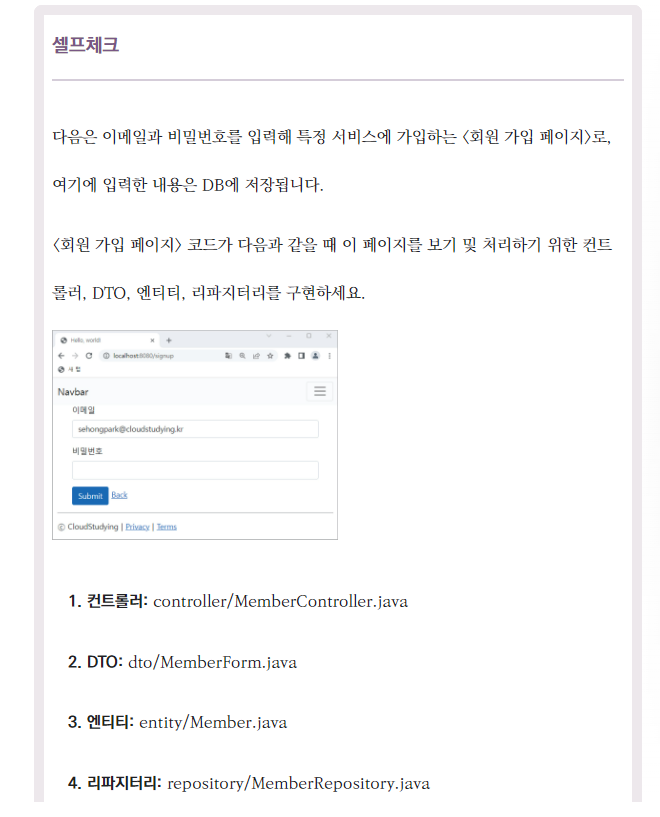 셀프체크
다음은 이메일과 비밀번호를 입력해 특정 서비스에 가입하는 〈회원 가입 페이지〉로,
여기에 입력한 내용은 DB에 저장됩니다.
〈회원 가입 페이지〉 코드가 다음과 같을 때 이 페이지를 보기 및 처리하기 위한 컨트
롤러, DTO, 엔티티, 리파지터리를 구현하세요.
Hello, world!
localhost:8080/signup
새 탭
Navbar
이메일
sehongpark@cloudstudying.kr
비밀번호
Submit Back
© CloudStudying | Privacy | Terms
1. 컨트롤러: controller/MemberController.java
2. DTO: dto/MemberForm.java
3. 엔티티: entity/Member.java
4. 리파지터리: repository/MemberRepository.java